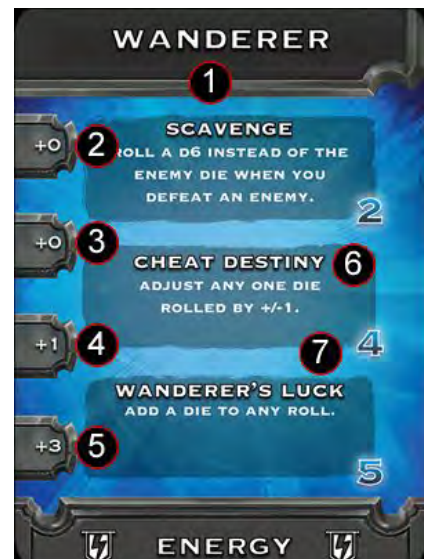 WANDERER
1
SCAVENGE
+0 2 ROLL A D6 INSTEAD OF THE
ENEMY DIE WHEN YOU
DEFEAT AN ENEMY.
2
+0 3
CHEAT DESTINY 6
ADJUST ANY ONE DIE
ROLLED BY +/-1.
+1 4 7 4
WANDERER'S LUCK
ADD A DIE TO ANY ROLL.
+3 5
5
ENERGY